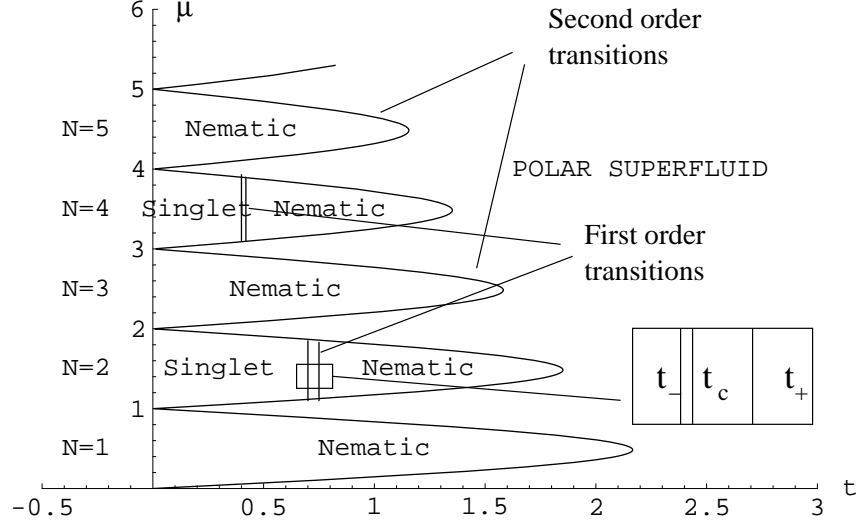 6
μ
Second order
transitions
5
N=5
Nematic
4
POLAR SUPERFLUID
N=4
Singlet
Nematic
First order
transitions
3
N=3
Nematic
2
N=2
Singlet
Nematic
t_-
t_c
t_+
1
N=1
Nematic
-0.5
0.5
1
1.5
2
2.5
3
t